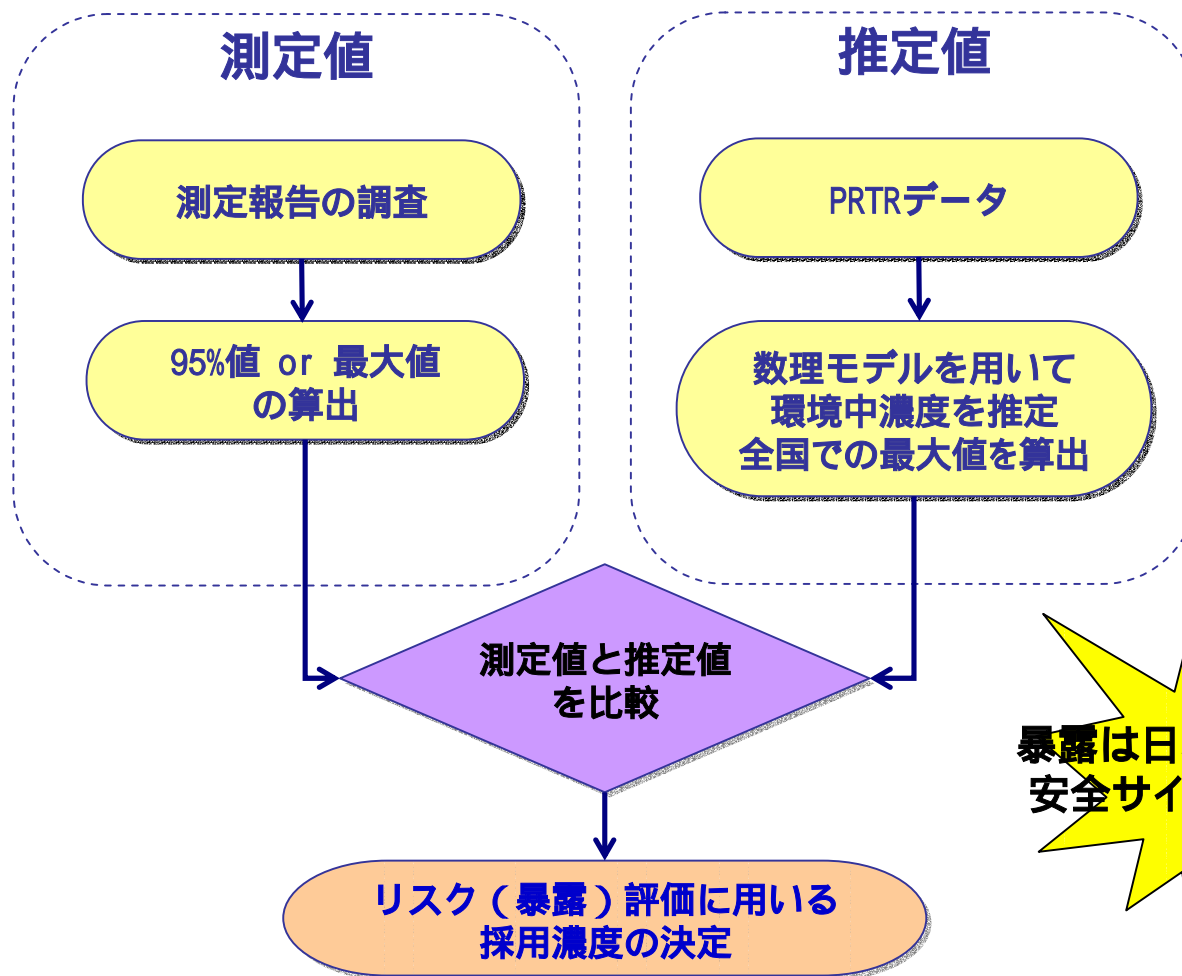 測定値
測定報告の調査
95%値 or 最大値
の算出
推定値
PRTRデータ
数理モデルを用いて
環境中濃度を推定
全国での最大値を算出
測定値と推定値
を比較
暴露は日
安全サイ
リスク(暴露)評価に用いる
採用濃度の決定